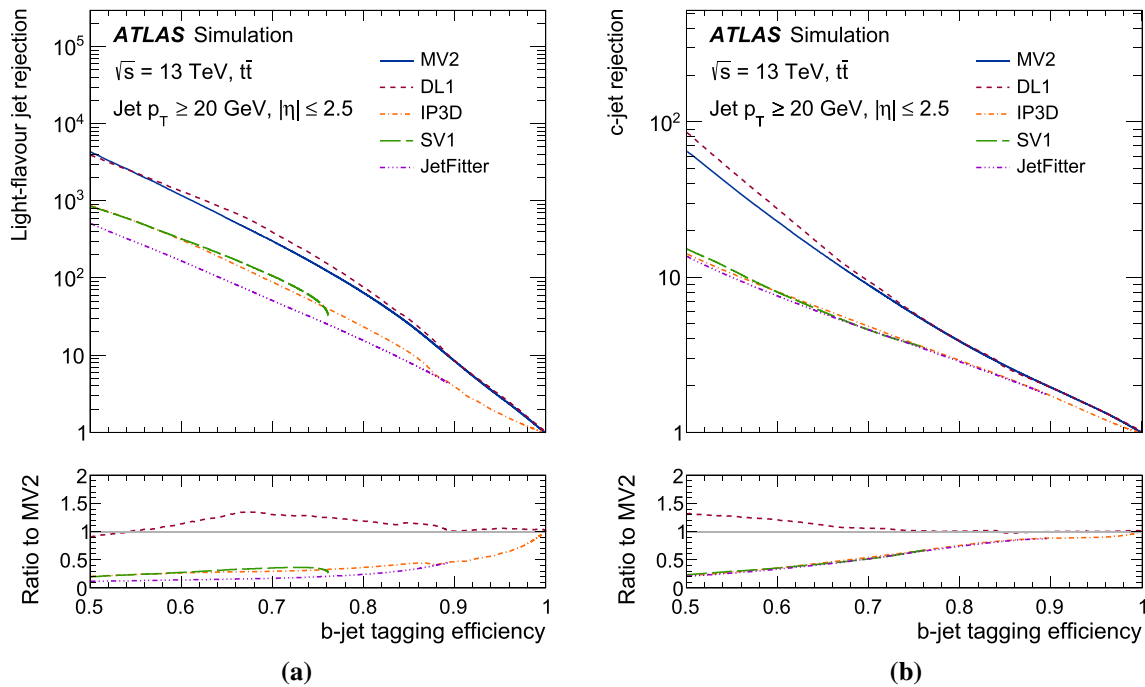 Light-flavour jet rejection
ATLAS Simulation
√s = 13 TeV, tt̄
Jet p_T ≥ 20 GeV, |η| ≤ 2.5
MV2
DL1
IP3D
SV1
JetFitter
10^5
10^4
10^3
10^2
10
1
Ratio to MV2
2
1.5
1
0.5
0
0.5 0.6 0.7 0.8 0.9 1
b-jet tagging efficiency
(a)
c-jet rejection
ATLAS Simulation
√s = 13 TeV, tt̄
Jet p_T ≥ 20 GeV, |η| ≤ 2.5
MV2
DL1
IP3D
SV1
JetFitter
10^2
10
1
Ratio to MV2
2
1.5
1
0.5
0
0.5 0.6 0.7 0.8 0.9 1
b-jet tagging efficiency
(b)